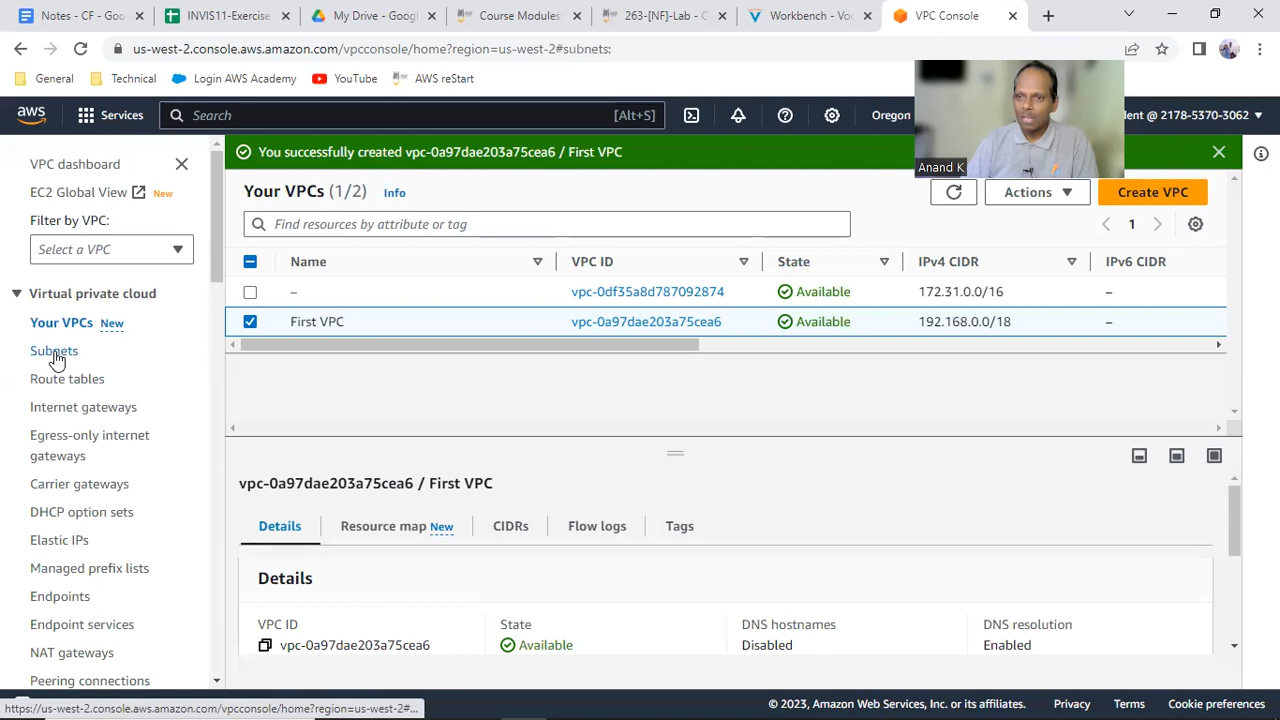 Notes - CF - Goo
INVIS11-Exercise
My Drive - Googl
Course Modules:
263-[NF]-Lab - C
Workbench - Voc
VPC Console
us-west-2.console.aws.amazon.com/vpcconsole/home?region=us-west-2#subnets:
General
Technical
Login AWS Academy
YouTube
AWS reStart
aws
Services
Search
[Alt+S]
Oregon
dent @ 2178-5370-3062
Anand K
VPC dashboard
EC2 Global View New
Filter by VPC:
Select a VPC
Virtual private cloud
Your VPCs New
Subnets
Route tables
Internet gateways
Egress-only internet
gateways
Carrier gateways
DHCP option sets
Elastic IPs
Managed prefix lists
Endpoints
Endpoint services
NAT gateways
Peering connections
You successfully created vpc-0a97dae203a75cea6 / First VPC
Your VPCs (1/2) Info
Actions
Create VPC
Find resources by attribute or tag
1
Name VPC ID State IPv4 CIDR IPv6 CIDR
– vpc-0df35a8d787092874 Available 172.31.0.0/16 –
First VPC vpc-0a97dae203a75cea6 Available 192.168.0.0/18 –
vpc-0a97dae203a75cea6 / First VPC
Details Resource map New CIDRs Flow logs Tags
Details
VPC ID State DNS hostnames DNS resolution
vpc-0a97dae203a75cea6 Available Disabled Enabled
https://us-west-2.console.aws.amazon.com/vpcconsole/home?region=us-west-2#...
© 2023, Amazon Web Services, Inc. or its affiliates. Privacy Terms Cookie preferences